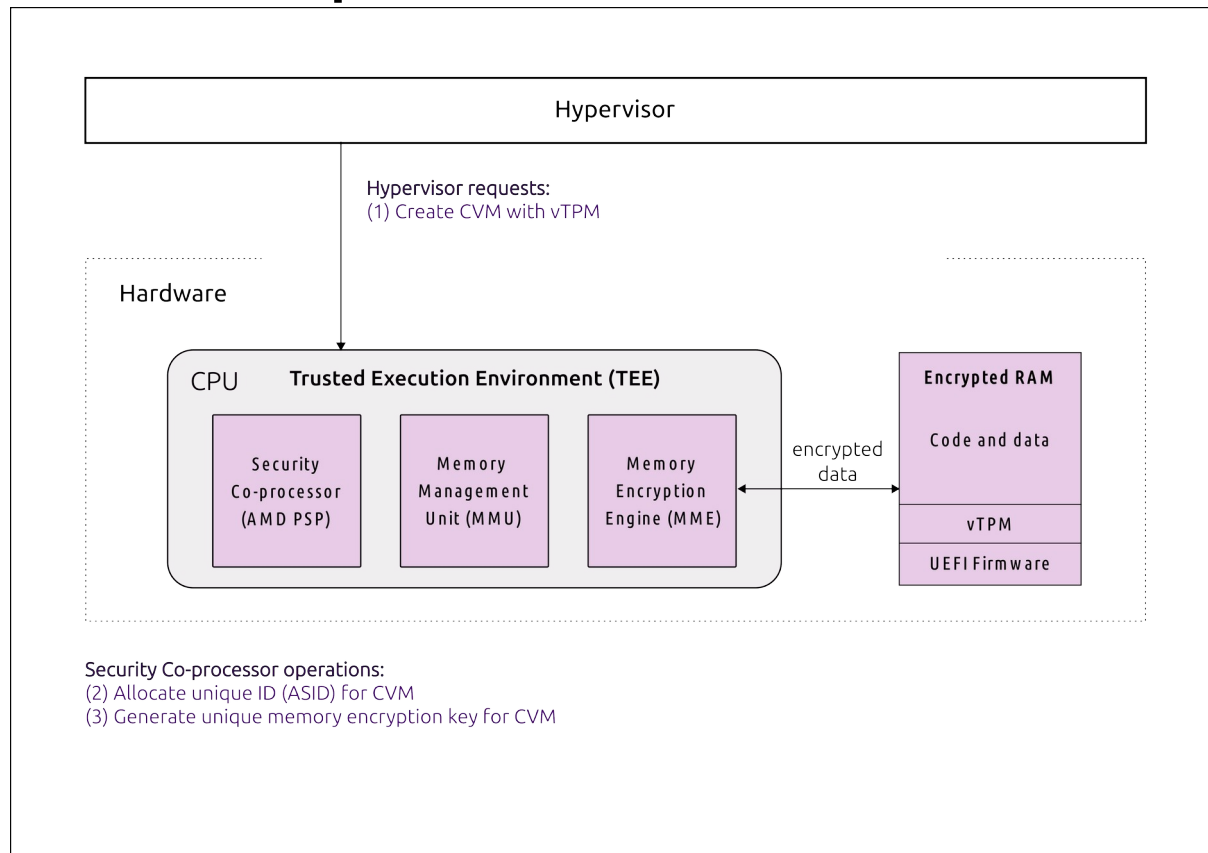 Hypervisor
Hypervisor requests:
(1) Create CVM with vTPM
Hardware
CPU
Trusted Execution Environment (TEE)
Security
Co-processor
(AMD PSP)
Memory
Management
Unit (MMU)
Memory
Encryption
Engine (MME)
encrypted
data
Encrypted RAM
Code and data
vTPM
UEFI Firmware
Security Co-processor operations:
(2) Allocate unique ID (ASID) for CVM
(3) Generate unique memory encryption key for CVM